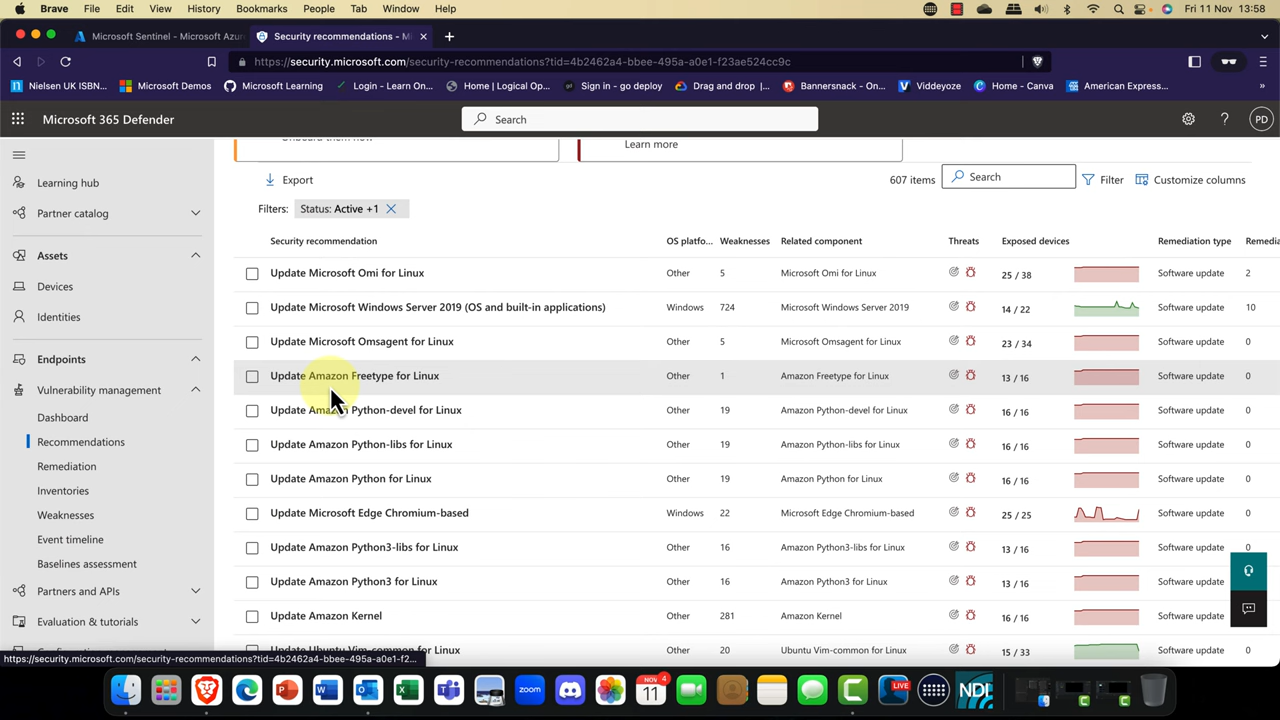 Brave File Edit View History Bookmarks People Tab Window Help Fri 11 Nov 13:58
Microsoft Sentinel - Microsoft Azu Security recommendations - Mi
https://security.microsoft.com/security-recommendations?tid=4b2462a4-bbee-495a-a0e1-f23ae524cc9c
Nielsen UK ISBN... Microsoft Demos Microsoft Learning Login - Learn On... Home | Logical Op... Sign in - go deploy Drag and drop |... Bannersnack - On... Viddeyoze Home - Canva American Express... »
Microsoft 365 Defender Search PD
Learn more
Learning hub
Partner catalog
Assets
Devices
Identities
Endpoints
Vulnerability management
Dashboard
Recommendations
Remediation
Inventories
Weaknesses
Event timeline
Baselines assessment
Partners and APIs
Evaluation & tutorials
Export 607 items Search Filter Customize columns
Filters: Status: Active +1
Security recommendation OS platfo... Weaknesses Related component Threats Exposed devices Remediation type Remedia
Update Microsoft Omi for Linux Other 5 Microsoft Omi for Linux 25 / 38 Software update 2
Update Microsoft Windows Server 2019 (OS and built-in applications) Windows 724 Microsoft Windows Server 2019 14 / 22 Software update 10
Update Microsoft Omsagent for Linux Other 5 Microsoft Omsagent for Linux 23 / 34 Software update 0
Update Amazon Freetype for Linux Other 1 Amazon Freetype for Linux 13 / 16 Software update 0
Update Amazon Python-devel for Linux Other 19 Amazon Python-devel for Linux 16 / 16 Software update 0
Update Amazon Python-libs for Linux Other 19 Amazon Python-libs for Linux 16 / 16 Software update 0
Update Amazon Python for Linux Other 19 Amazon Python for Linux 16 / 16 Software update 0
Update Microsoft Edge Chromium-based Windows 22 Microsoft Edge Chromium-based 25 / 25 Software update 0
Update Amazon Python3-libs for Linux Other 16 Amazon Python3-libs for Linux 13 / 16 Software update 0
Update Amazon Python3 for Linux Other 16 Amazon Python3 for Linux 13 / 16 Software update 0
Update Amazon Kernel Other 281 Amazon Kernel 16 / 16 Software update 0
Update Ubuntu Vim-common for Linux Other 20 Ubuntu Vim-common for Linux 15 / 33 Software update 0
https://security.microsoft.com/security-recommendations?tid=4b2462a4-bbee-495a-a0e1-f2...
zoom NOV 11 4 LIVE NDI